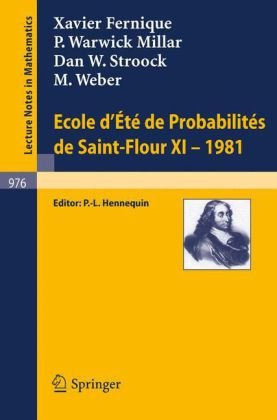 Xavier Fernique
P. Warwick Millar
Dan W. Stroock
M. Weber
Lecture Notes in Mathematics
976
Ecole d'Été de Probabilités
de Saint-Flour XI – 1981
Editor: P.-L. Hennequin
Springer